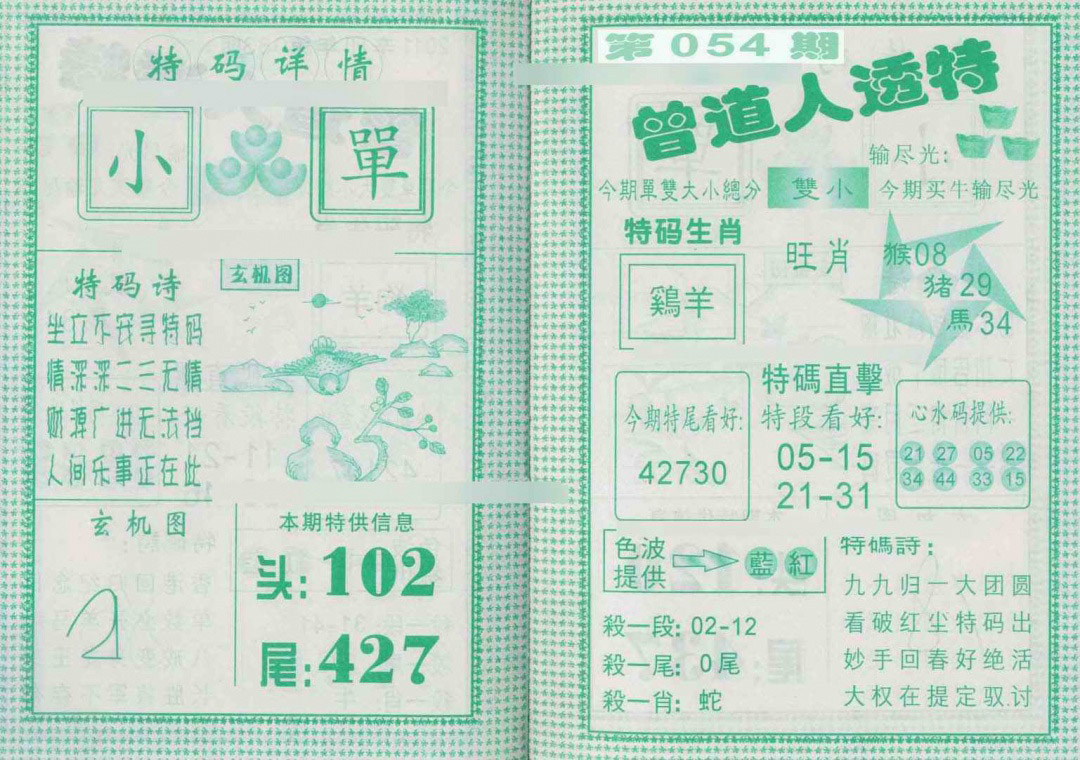 特码详情
小 單
特码诗
玄机图
坐立不安寻特码
情深深二三无情
财源广进无法挡
人间乐事正在此
玄机图
本期特供信息
头:102
尾:427
第054期
曾道人透特
输尽光:
今期單雙大小總分 雙小 今期买牛输尽光
特码生肖
鷄羊
旺肖 猴08
猪29
馬34
特碼直擊
今期特尾看好:
42730
特段看好:
05-15
21-31
心水码提供:
21 27 05 22
34 44 33 15
色波
提供
藍 紅
殺一段: 02-12
殺一尾: 0尾
殺一肖: 蛇
特碼詩:
九九归一大团圆
看破红尘特码出
妙手回春好绝活
大权在提定驭讨